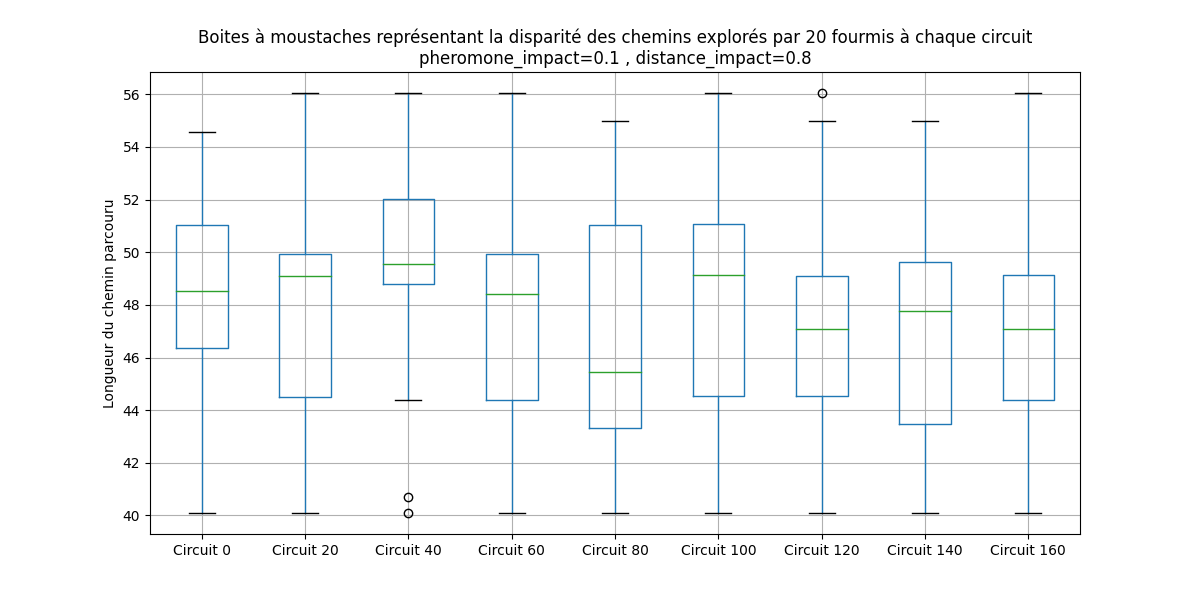 Boites à moustaches représentant la disparité des chemins explorés par 20 fourmis à chaque circuit
pheromone_impact=0.1 , distance_impact=0.8
Longueur du chemin parcouru
56
54
52
50
48
46
44
42
40
Circuit 0 Circuit 20 Circuit 40 Circuit 60 Circuit 80 Circuit 100 Circuit 120 Circuit 140 Circuit 160